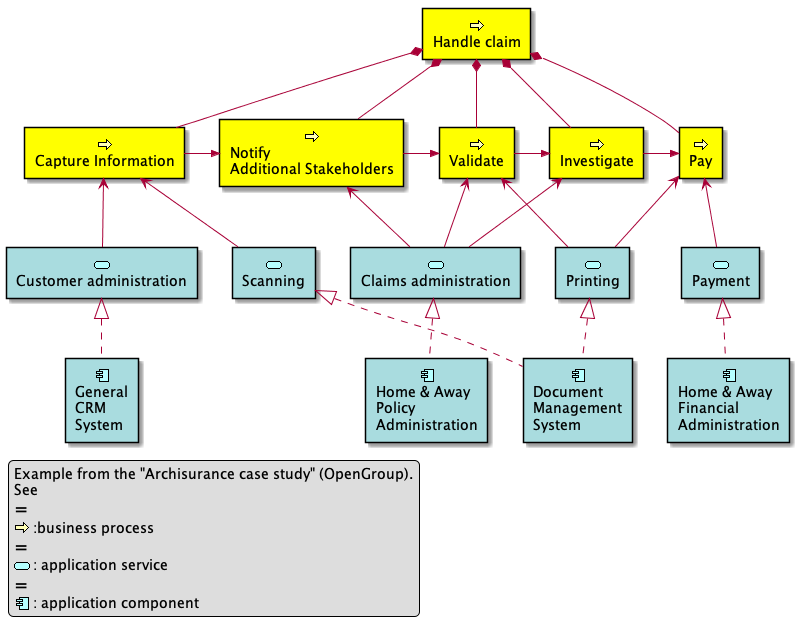 Handle claim
Capture Information
Notify
Additional Stakeholders
Validate
Investigate
Pay
Customer administration
Scanning
Claims administration
Printing
Payment
General
CRM
System
Home & Away
Policy
Administration
Document
Management
System
Home & Away
Financial
Administration
Example from the "Archisurance case study" (OpenGroup).
See
=
:business process
=
: application service
=
: application component